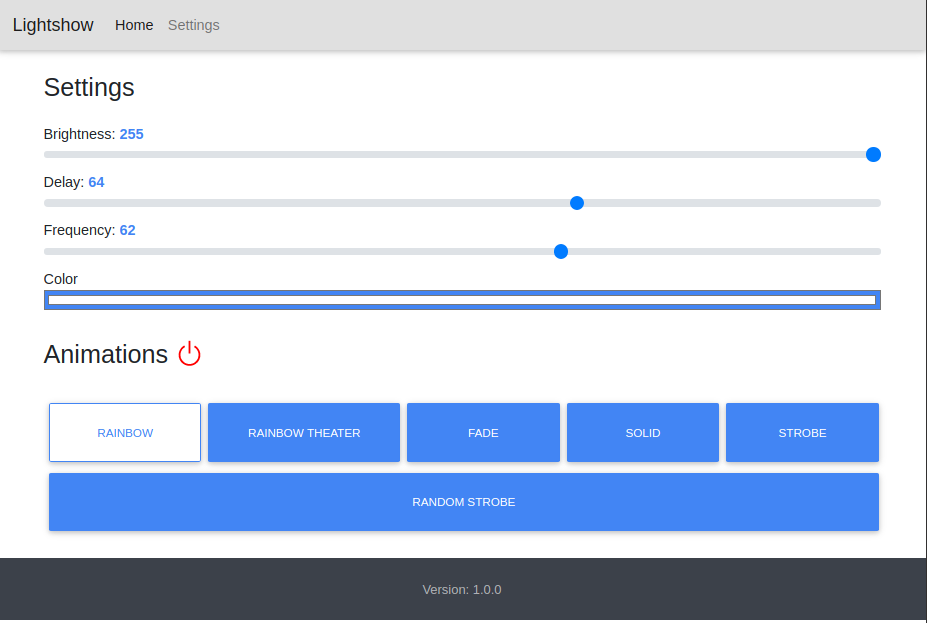 Lightshow Home Settings
Settings
Brightness: 255
Delay: 64
Frequency: 62
Color
Animations
RAINBOW RAINBOW THEATER FADE SOLID STROBE
RANDOM STROBE
Version: 1.0.0